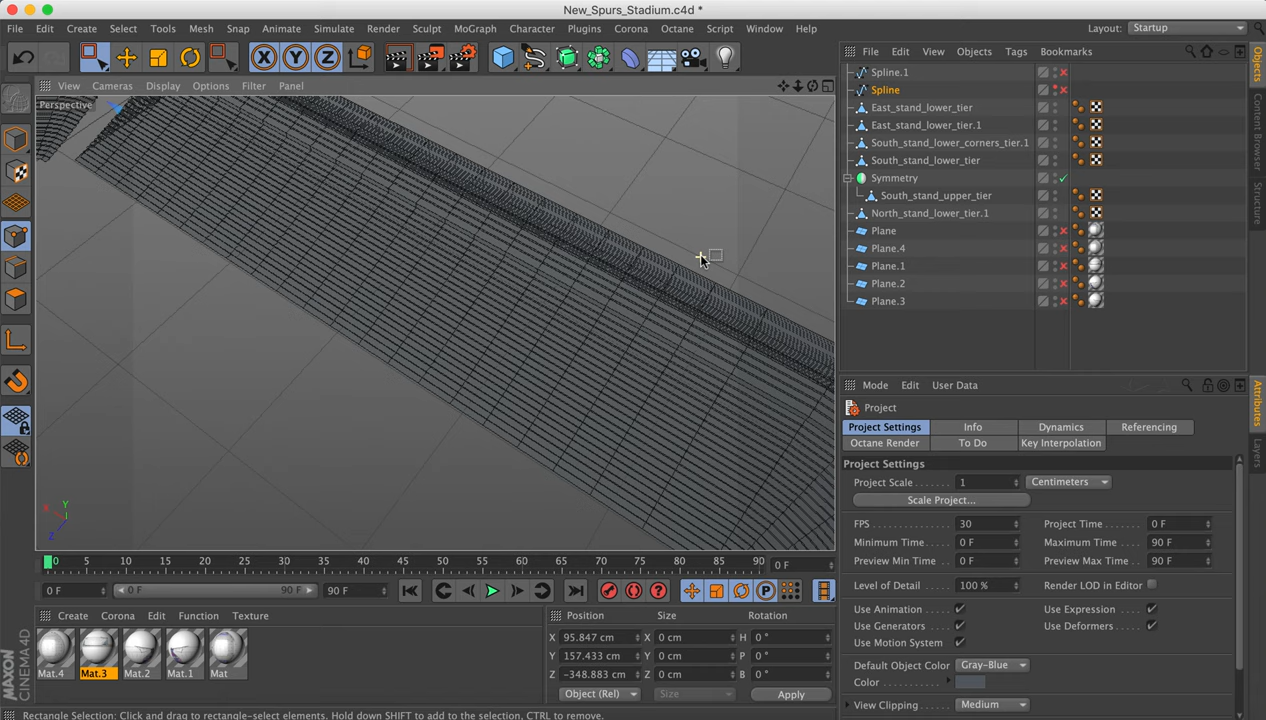 New_Spurs_Stadium.c4d *
File Edit Create Select Tools Mesh Snap Animate Simulate Render Sculpt MoGraph Character Plugins Corona Octane Script Window Help Layout: Startup
File Edit View Objects Tags Bookmarks
X Y Z
View Cameras Display Options Filter Panel
Perspective
Spline.1
Spline
East_stand_lower_tier
East_stand_lower_tier.1
South_stand_lower_corners_tier.1
South_stand_lower_tier
Symmetry
South_stand_upper_tier
North_stand_lower_tier.1
Plane
Plane.4
Plane.1
Plane.2
Plane.3
Objects
Content Browser
Structure
Mode Edit User Data
Project
Project Settings Info Dynamics Referencing
Octane Render To Do Key Interpolation
Project Settings
Project Scale 1 Centimeters
Scale Project...
FPS 30 Project Time 0 F
Minimum Time 0 F Maximum Time 90 F
Preview Min Time 0 F Preview Max Time 90 F
Level of Detail 100 % Render LOD in Editor
Use Animation Use Expression
Use Generators Use Deformers
Use Motion System
Default Object Color Gray-Blue
Color
View Clipping Medium
Attributes
Layers
Y
X
Z
0 5 10 15 20 25 30 35 40 45 50 55 60 65 70 75 80 85 90 0 F
0 F 0 F 90 F 90 F
P
Create Corona Edit Function Texture
Mat.4 Mat.3 Mat.2 Mat.1 Mat
Position Size Rotation
X 95.847 cm X 0 cm H 0 °
Y 157.433 cm Y 0 cm P 0 °
Z -348.883 cm Z 0 cm B 0 °
Object (Rel) Size Apply
MAXON CINEMA4D
Rectangle Selection: Click and drag to rectangle-select elements. Hold down SHIFT to add to the selection, CTRL to remove.